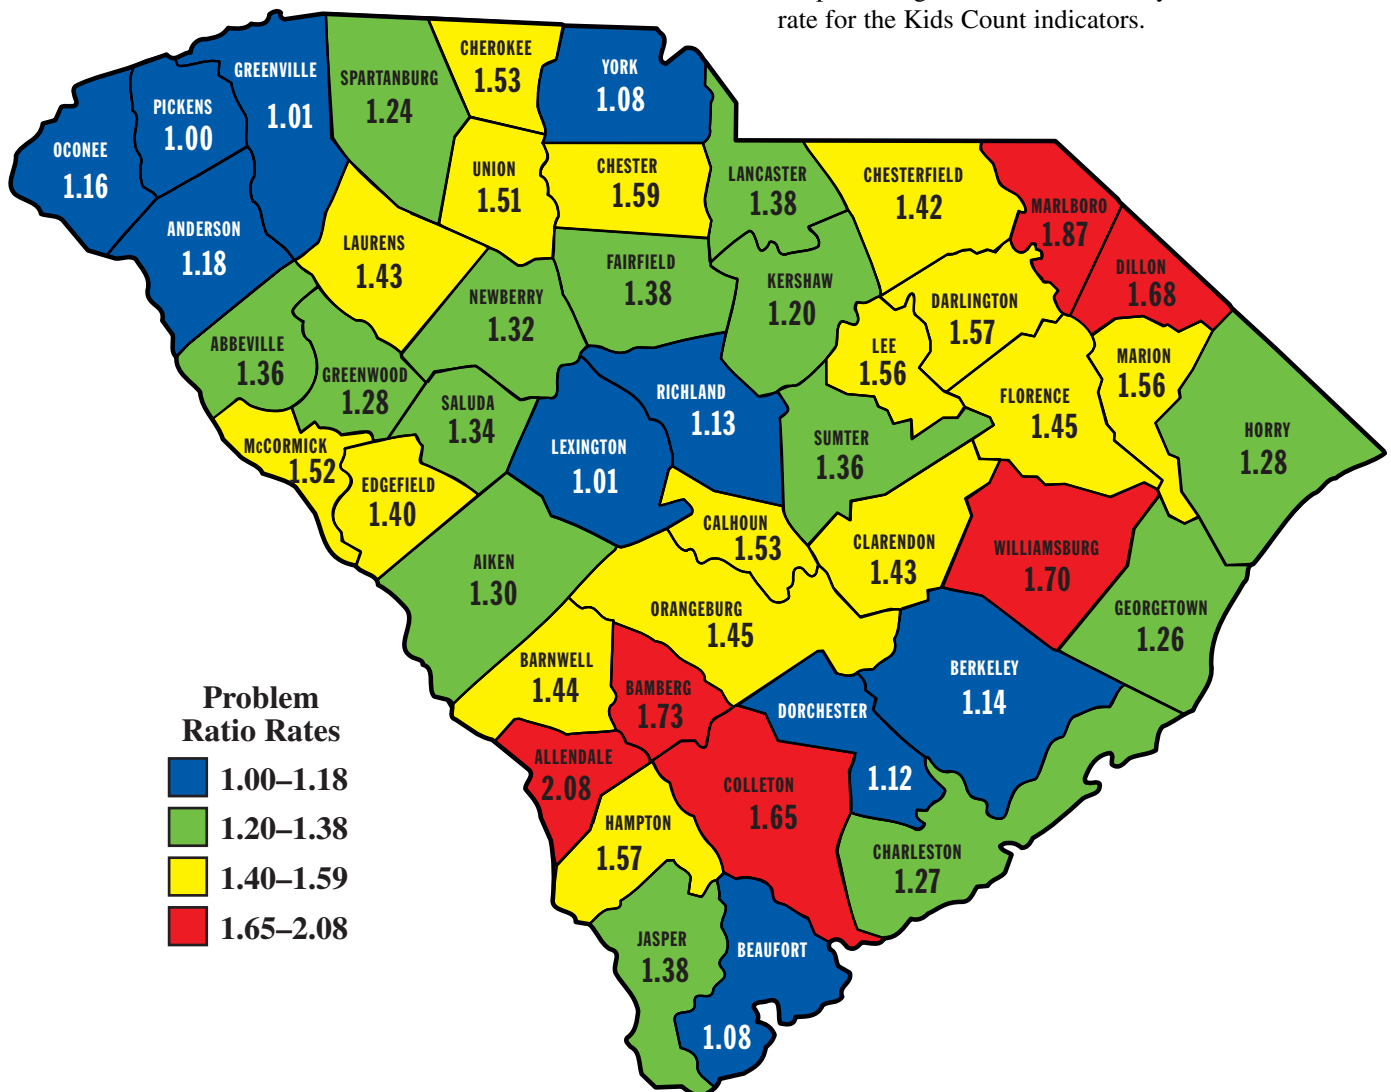 rate for the Kids Count indicators.
CHEROKEE
1.53
YORK
1.08
GREENVILLE
1.01
SPARTANBURG
1.24
PICKENS
1.00
OCONEE
1.16
UNION
1.51
CHESTER
1.59
LANCASTER
1.38
CHESTERFIELD
1.42
MARLBORO
1.87
ANDERSON
1.18
LAURENS
1.43
DILLON
1.68
FAIRFIELD
1.38
KERSHAW
1.20
NEWBERRY
1.32
DARLINGTON
1.57
ABBEVILLE
1.36
LEE
1.56
MARION
1.56
GREENWOOD
1.28
RICHLAND
1.13
FLORENCE
1.45
SALUDA
1.34
HORRY
1.28
McCORMICK
1.52
LEXINGTON
1.01
SUMTER
1.36
EDGEFIELD
1.40
CALHOUN
1.53
CLARENDON
1.43
WILLIAMSBURG
1.70
AIKEN
1.30
ORANGEBURG
1.45
GEORGETOWN
1.26
BARNWELL
1.44
BAMBERG
1.73
BERKELEY
1.14
DORCHESTER
1.12
ALLENDALE
2.08
COLLETON
1.65
HAMPTON
1.57
CHARLESTON
1.27
JASPER
1.38
BEAUFORT
1.08
Problem
Ratio Rates
1.00–1.18
1.20–1.38
1.40–1.59
1.65–2.08